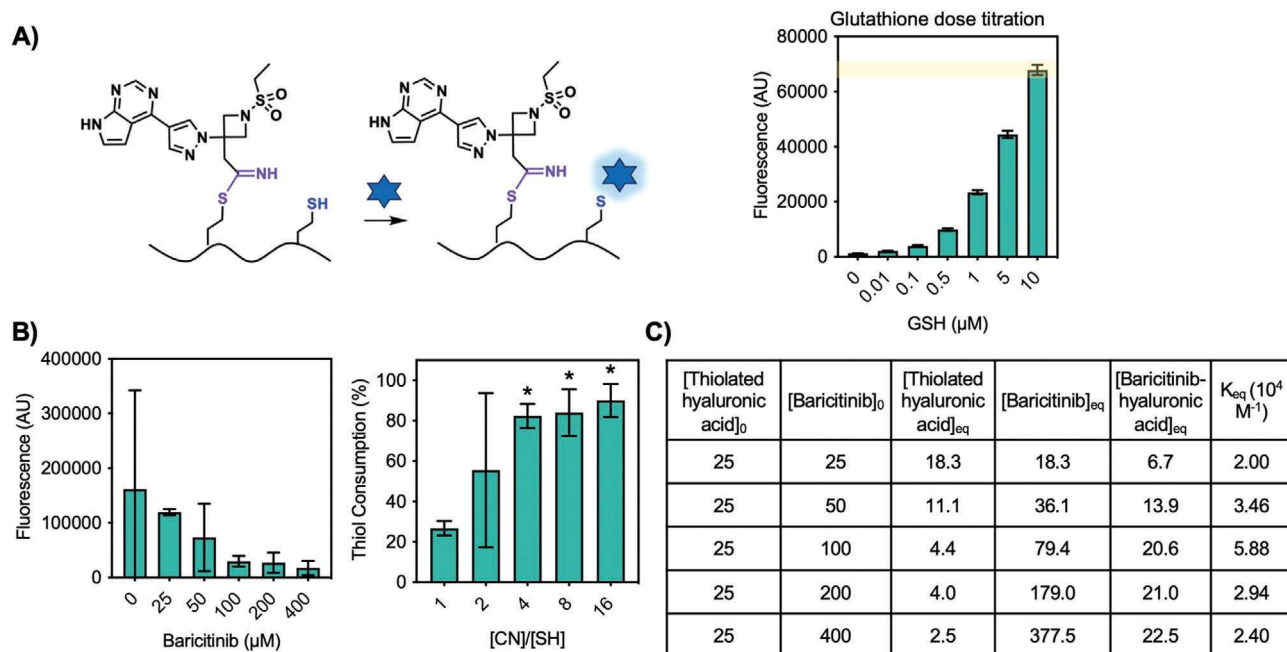 A)
N
N
N
HN
N
N
N
S
O
O
NH
S
SH
N
N
N
HN
N
N
N
S
O
O
NH
S
S
Glutathione dose titration
Fluorescence (AU)
80000
60000
40000
20000
0
0 0.01 0.1 0.5 1 5 10
GSH (µM)
B)
Fluorescence (AU)
400000
300000
200000
100000
0
0 25 50 100 200 400
Baricitinib (µM)
Thiol Consumption (%)
100
80
60
40
20
0
* * *
1 2 4 8 16
[CN]/[SH]
C)
[Thiolated hyaluronic acid]0 [Baricitinib]0 [Thiolated hyaluronic acid]eq [Baricitinib]eq [Baricitinib-hyaluronic acid]eq Keq (10⁴ M⁻¹)
25 25 18.3 18.3 6.7 2.00
25 50 11.1 36.1 13.9 3.46
25 100 4.4 79.4 20.6 5.88
25 200 4.0 179.0 21.0 2.94
25 400 2.5 377.5 22.5 2.40